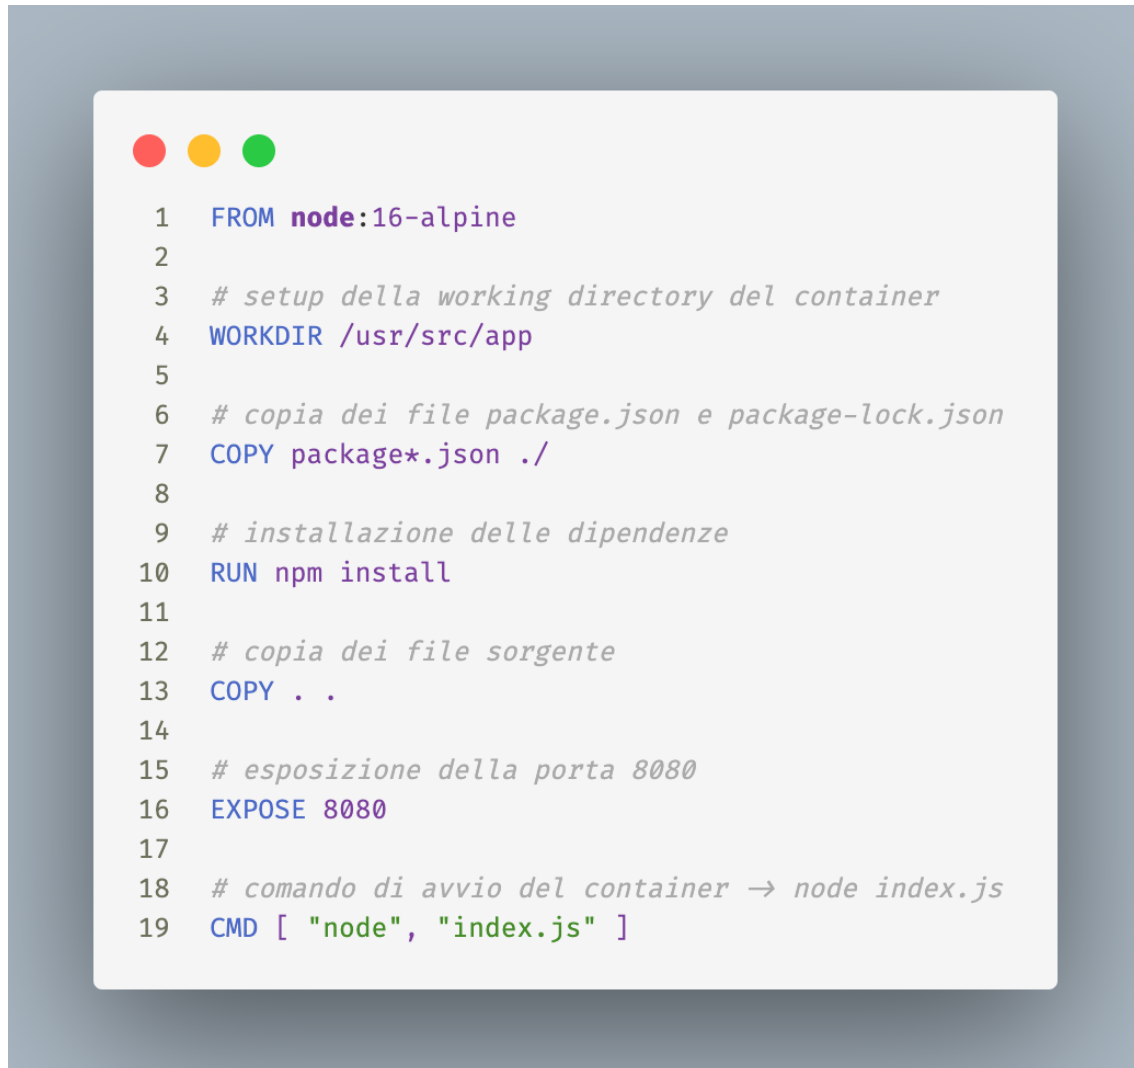 1 FROM node:16-alpine
2
3 # setup della working directory del container
4 WORKDIR /usr/src/app
5
6 # copia dei file package.json e package-lock.json
7 COPY package*.json ./
8
9 # installazione delle dipendenze
10 RUN npm install
11
12 # copia dei file sorgente
13 COPY . .
14
15 # esposizione della porta 8080
16 EXPOSE 8080
17
18 # comando di avvio del container → node index.js
19 CMD [ "node", "index.js" ]